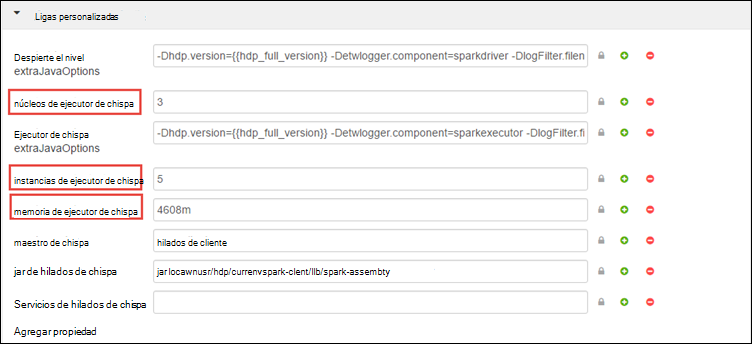 Ligas personalizadas
Despierte el nivel
extraJavaOptions
-Dhdp.version={{hdp_full_version}} -Detwlogger.component=sparkdriver -DlogFilter.filen
núcleos de ejecutor de chispa
3
Ejecutor de chispa
extraJavaOptions
-Dhdp.version={{hdp_full_version}} -Detwlogger.component=sparkexecutor -DlogFilter.fi
instancias de ejecutor de chispa
5
memoria de ejecutor de chispa
4608m
maestro de chispa
hilados de cliente
jar de hilados de chispa
jar locawnusr/hdp/currenvspark-clent/llb/spark-assembty
Servicios de hilados de chispa
Agregar propiedad